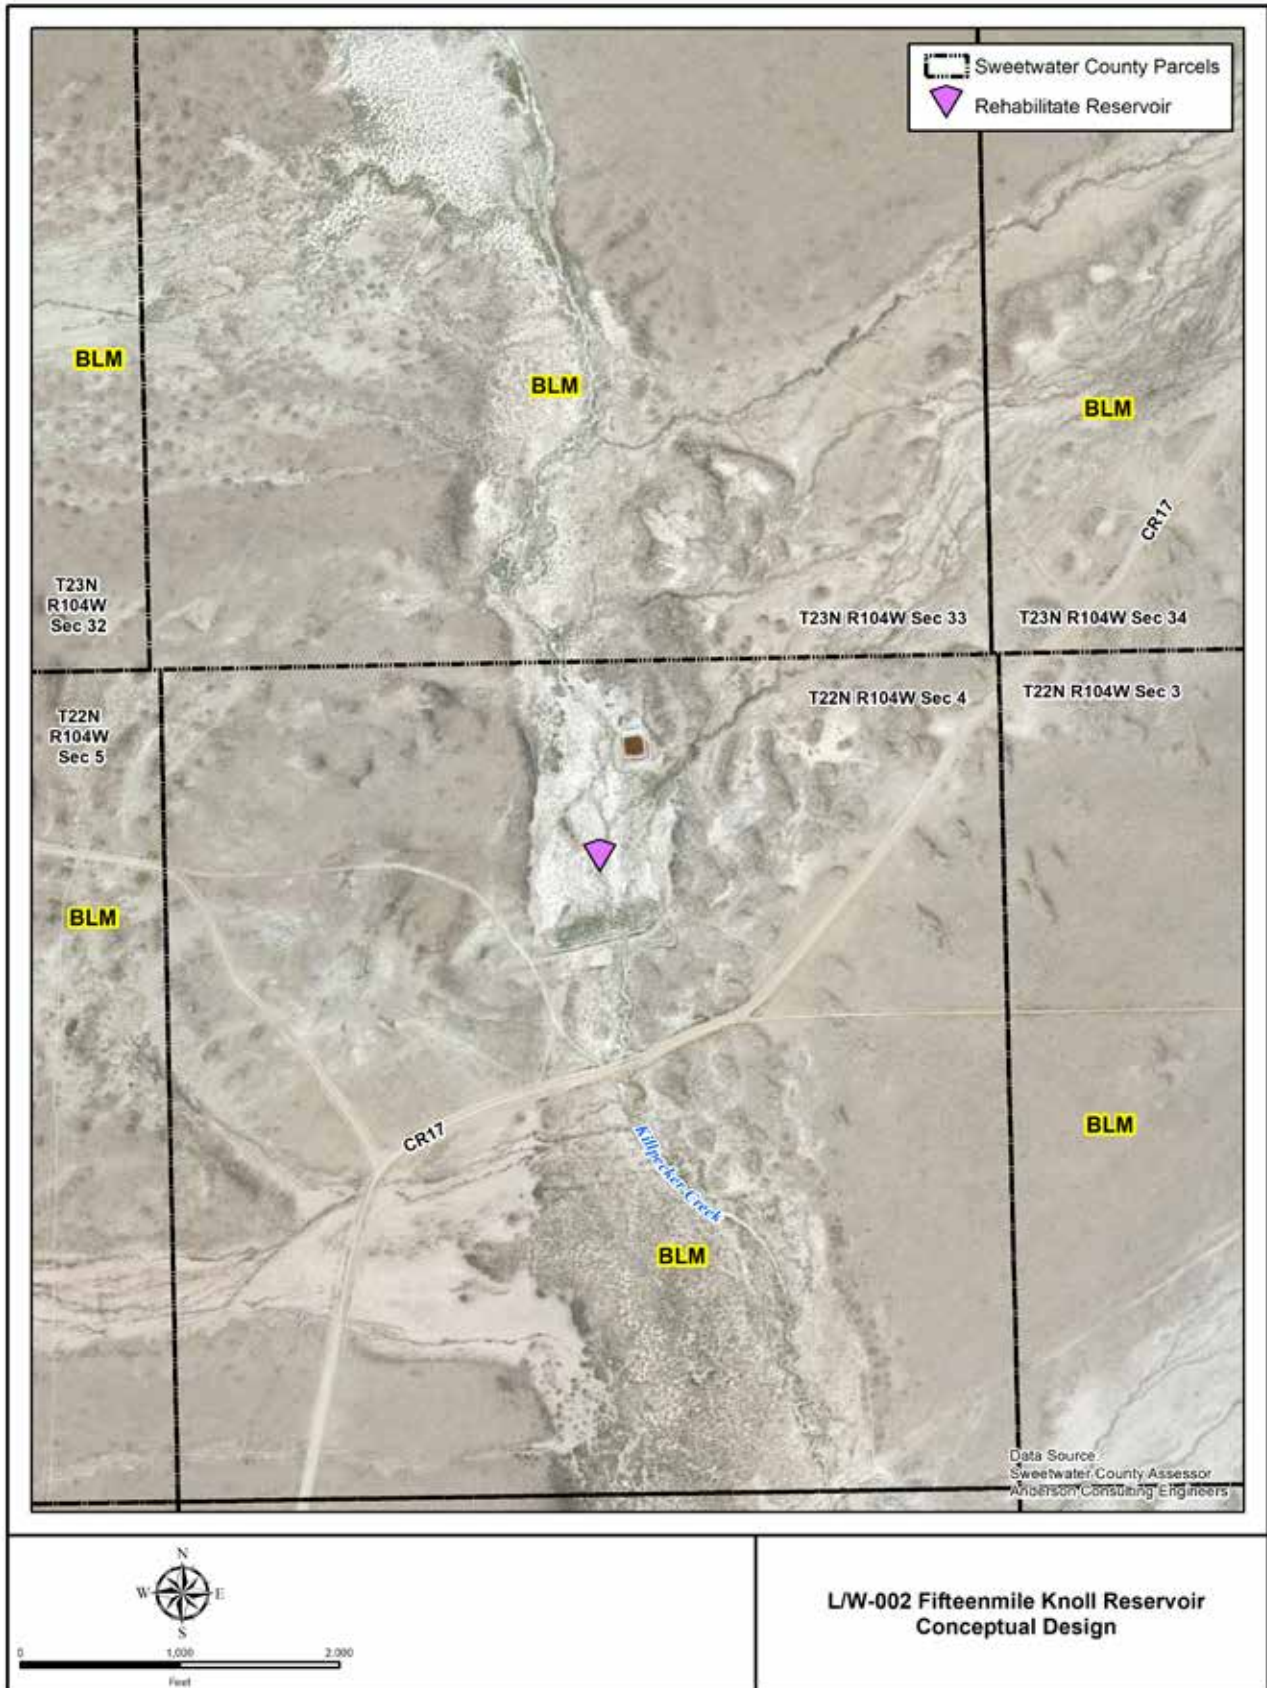 Sweetwater County Parcels
Rehabilitate Reservoir
BLM
BLM
BLM
CR17
T23N
R104W
Sec 32
T23N R104W Sec 33
T23N R104W Sec 34
T22N
R104W
Sec 5
T22N R104W Sec 4
T22N R104W Sec 3
BLM
CR17
BLM
Killpecker Creek
BLM
Data Source:
Sweetwater County Assessor
Anderson Consulting Engineers
N
W
E
S
0
1,000
2,000
Feet
L/W-002 Fifteenmile Knoll Reservoir
Conceptual Design